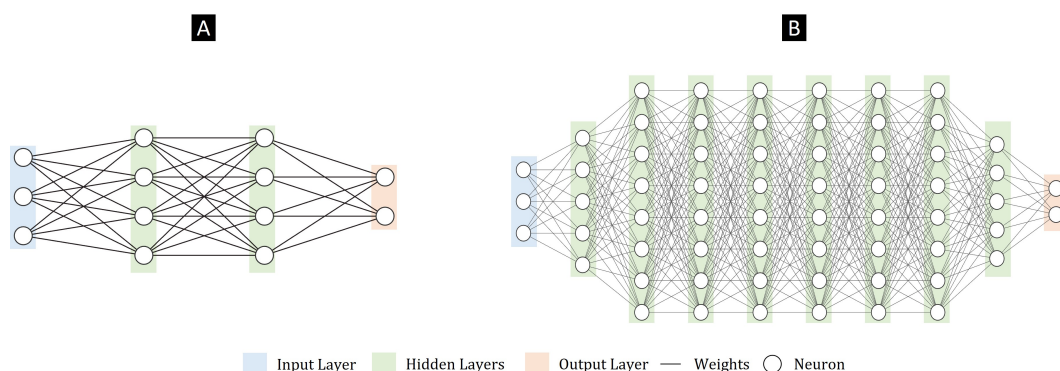 A
B
Input Layer
Hidden Layers
Output Layer
Weights
Neuron